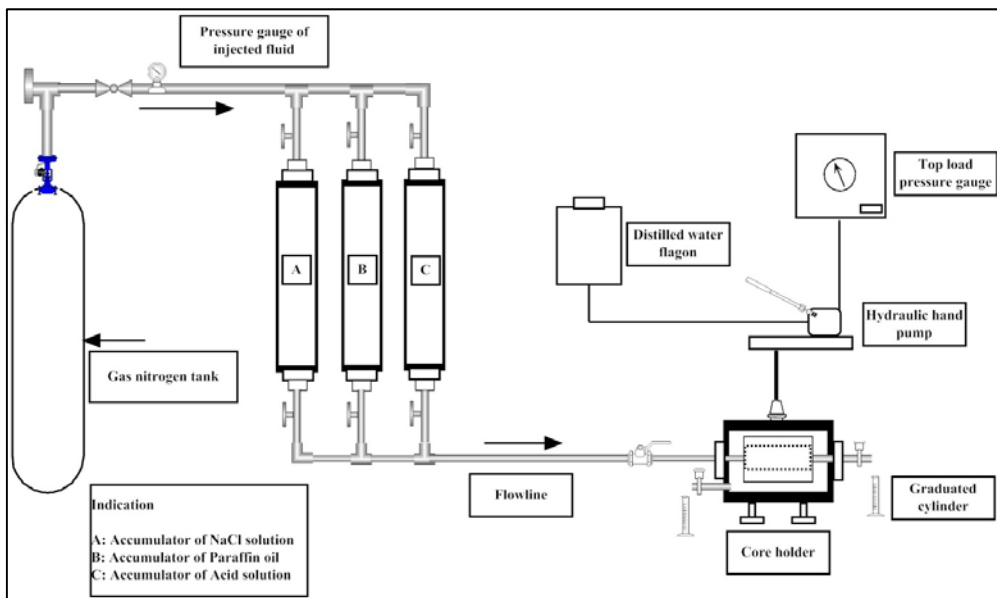 Pressure gauge of
injected fluid
Top load
pressure gauge
Distilled water
flagon
A
B
C
Hydraulic hand
pump
Gas nitrogen tank
Flowline
Graduated
cylinder
Core holder
Indication
A: Accumulator of NaCl solution
B: Accumulator of Paraffin oil
C: Accumulator of Acid solution